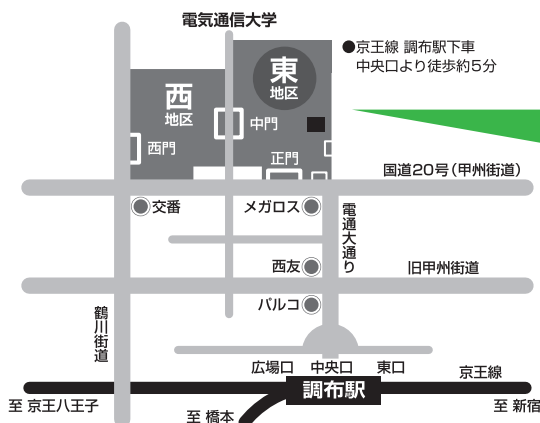 電気通信大学
●京王線 調布駅下車
中央口より徒歩約5分
東
地区
西
地区
中門
西門
正門
国道20号(甲州街道)
交番
メガロス
電通大通り
西友
旧甲州街道
パルコ
鶴川街道
広場口 中央口 東口
京王線
調布駅
至 京王八王子
至 橋本
至 新宿